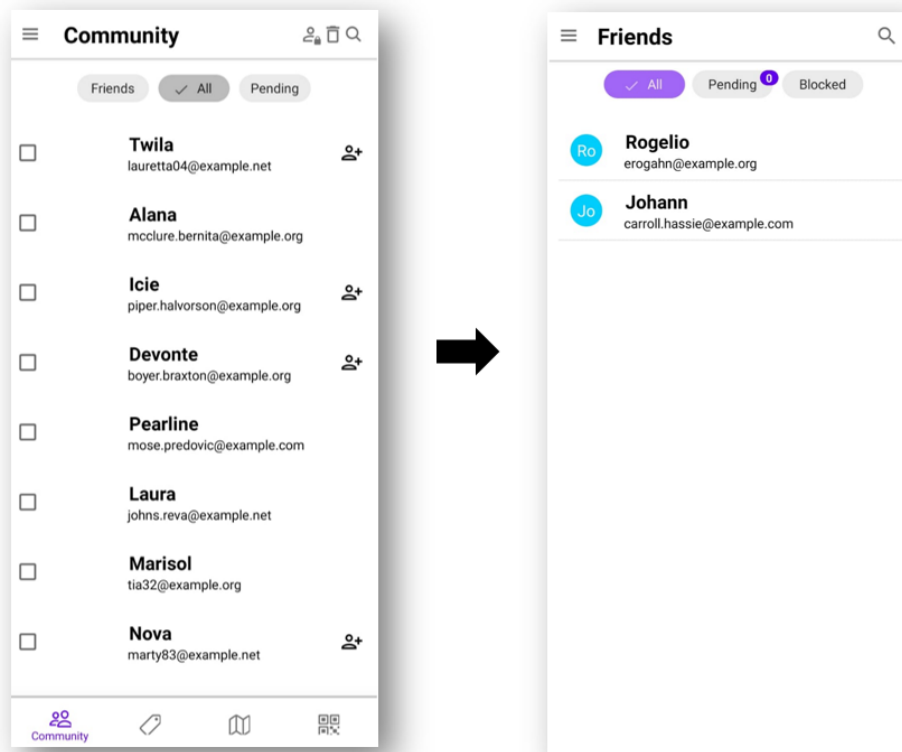 Community
Friends
All
Pending
Twila
lauretta04@example.net
Alana
mcclure.bernita@example.org
Icie
piper.halvorson@example.org
Devonte
boyer.braxton@example.org
Pearline
mose.predovic@example.com
Laura
johns.reva@example.net
Marisol
tia32@example.org
Nova
marty83@example.net
Community
Friends
All
Pending 0
Blocked
Ro
Rogelio
erogahn@example.org
Jo
Johann
carroll.hassie@example.com